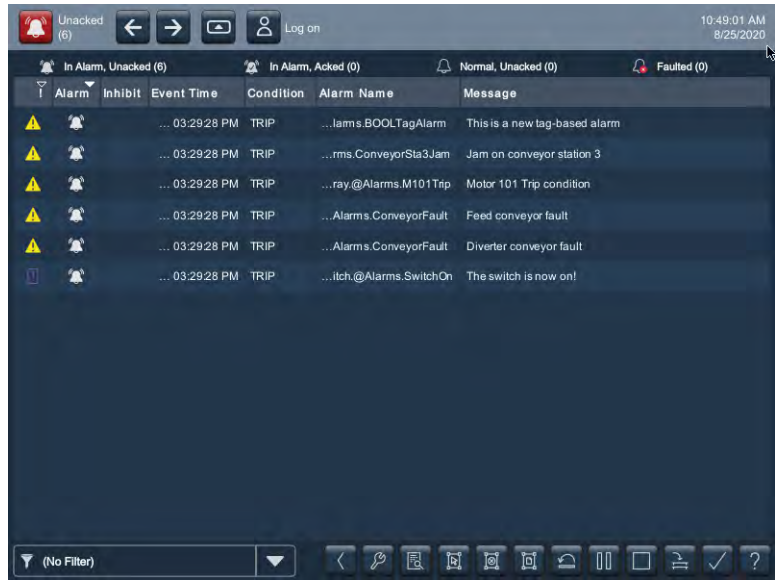 Unacked
(6)
Log on
10:49:01 AM
8/25/2020
In Alarm, Unacked (6) In Alarm, Acked (0) Normal, Unacked (0) Faulted (0)
! Alarm Inhibit Event Time Condition Alarm Name Message
... 03:29:28 PM TRIP ...larms.BOOLTagAlarm This is a new tag-based alarm
... 03:29:28 PM TRIP ...rms.ConveyorSta3Jam Jam on conveyor station 3
... 03:29:28 PM TRIP ...ray.@Alarms.M101Trip Motor 101 Trip condition
... 03:29:28 PM TRIP ...Alarms.ConveyorFault Feed conveyor fault
... 03:29:28 PM TRIP ...Alarms.ConveyorFault Diverter conveyor fault
... 03:29:28 PM TRIP ...itch.@Alarms.SwitchOn The switch is now on!
(No Filter)
?